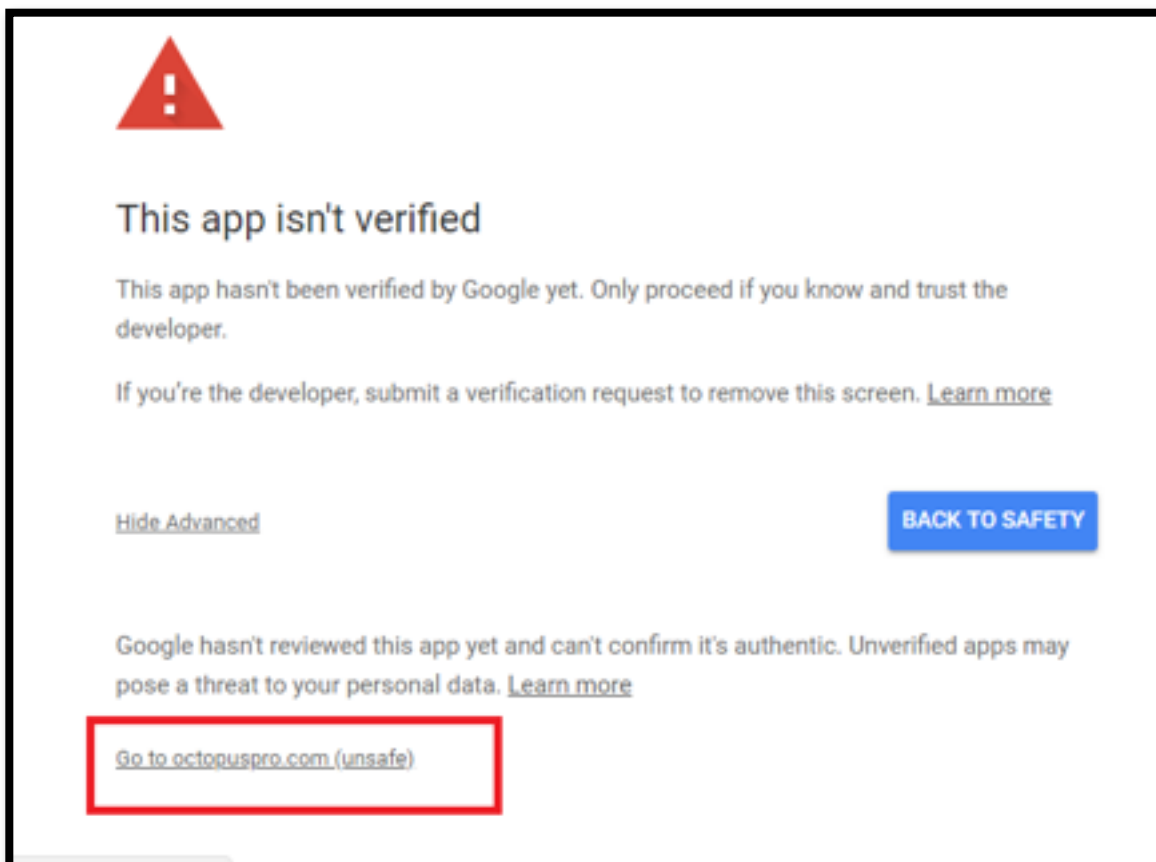 This app isn't verified
This app hasn't been verified by Google yet. Only proceed if you know and trust the
developer.
If you're the developer, submit a verification request to remove this screen. Learn more
Hide Advanced
BACK TO SAFETY
Google hasn't reviewed this app yet and can't confirm it's authentic. Unverified apps may
pose a threat to your personal data. Learn more
Go to octopuspro.com (unsafe)